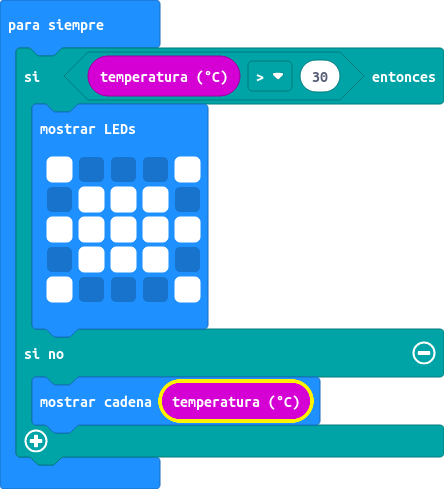 para siempre
si temperatura (°C) > 30 entonces
mostrar LEDs
si no
mostrar cadena temperatura (°C)